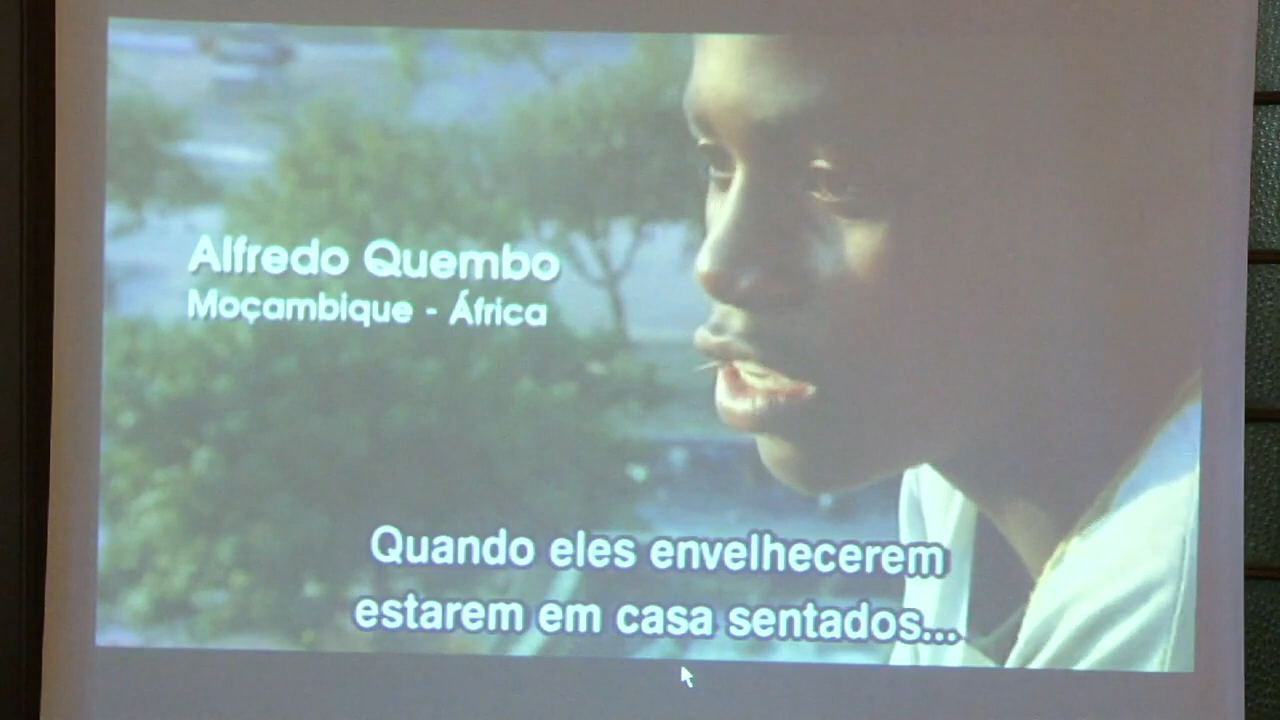 Alfredo Quembo
Moçambique - África
Quando eles envelhecerem
estarem em casa sentados...